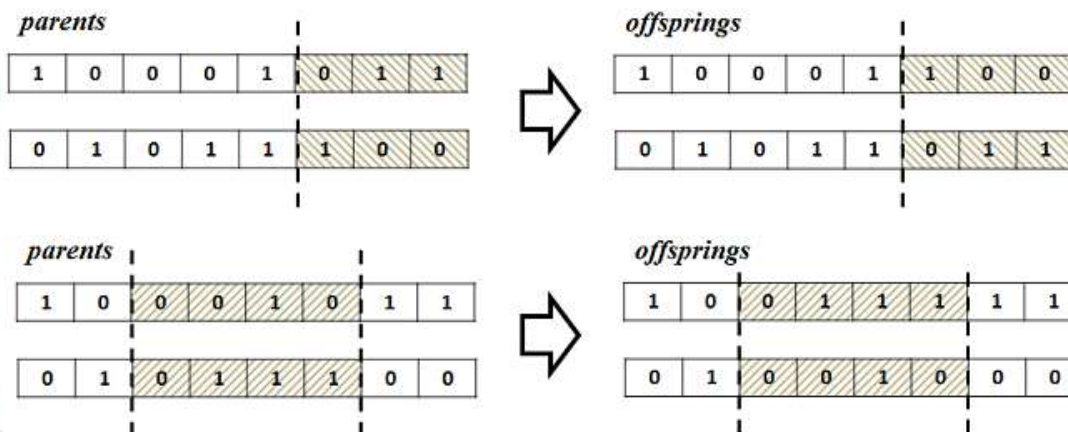 parents offsprings
1 0 0 0 1 0 1 1 1 0 0 0 1 1 0 0
0 1 0 1 1 1 0 0 0 1 0 1 1 0 1 1
parents offsprings
1 0 0 0 1 0 1 1 1 0 0 1 1 1 1 1
0 1 0 1 1 1 0 0 0 1 0 0 1 0 0 0